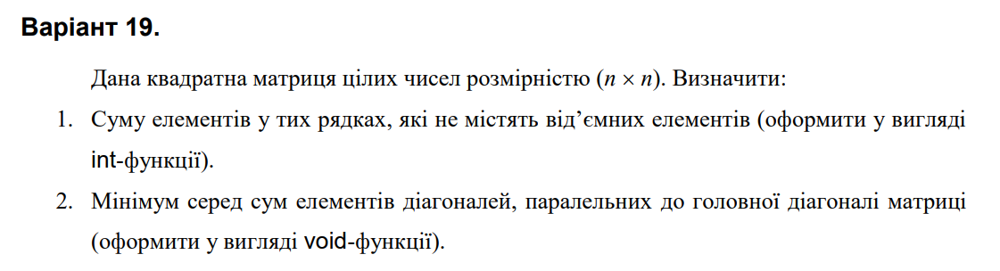 Варіант 19.
Дана квадратна матриця цілих чисел розмірністю (n × n). Визначити:
1. Суму елементів у тих рядках, які не містять від’ємних елементів (оформити у вигляді
int-функції).
2. Мінімум серед сум елементів діагоналей, паралельних до головної діагоналі матриці
(оформити у вигляді void-функції).